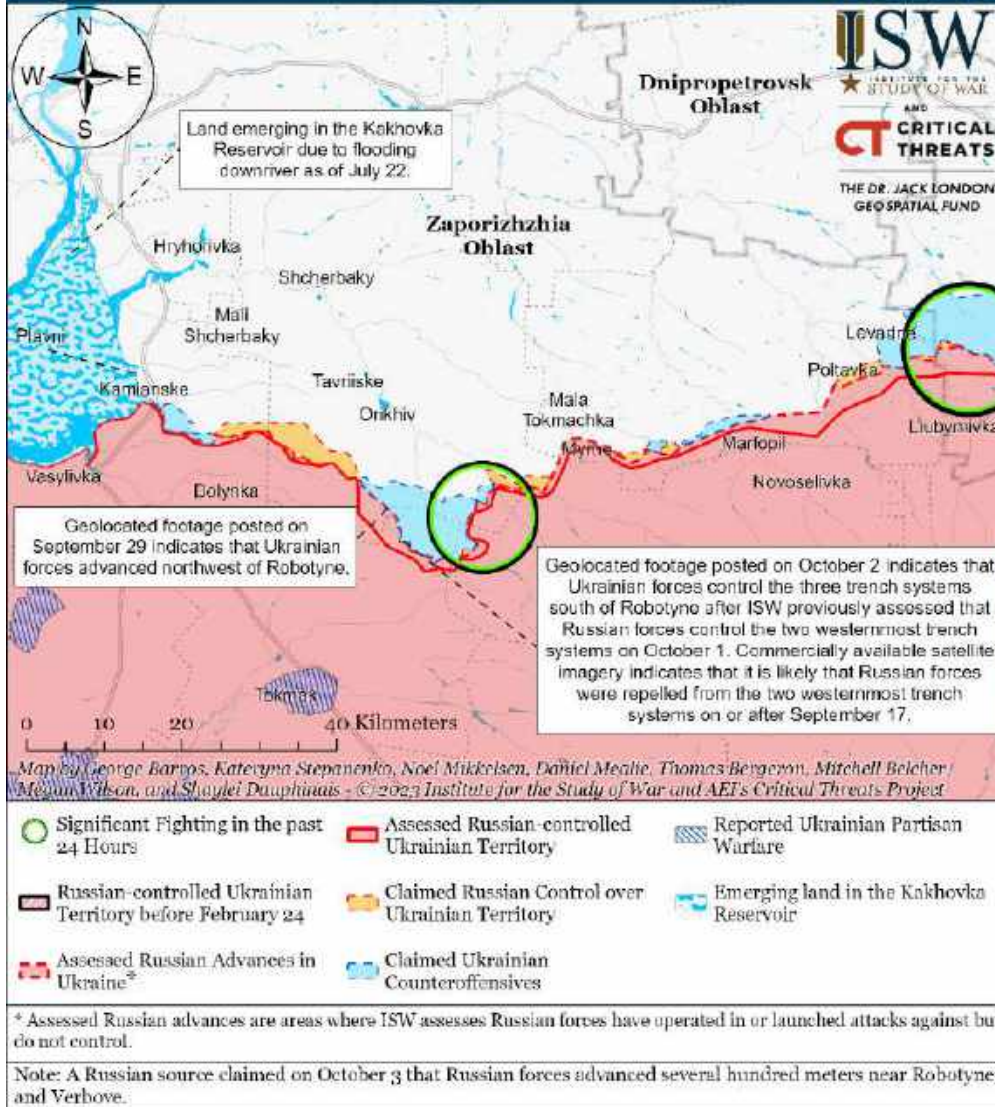 N
W E
S
ISW
INSTITUTE FOR THE
STUDY OF WAR
AND
CT CRITICAL
THREATS
THE DR. JACK LONDON
GEOSPATIAL FUND
Dnipropetrovsk
Oblast
Land emerging in the Kakhovka
Reservoir due to flooding
downriver as of July 22.
Zaporizhzhia
Oblast
Hryhorivka
Shcherbaky
Mali
Shcherbaky
Plavni
Levadne
Poltavka
Kamianske
Tavriiske
Orikhiv
Mala
Tokmachka
Myrne
Marfopil
Liubymivka
Vasylivka
Dolynka
Novoselivka
Geolocated footage posted on
September 29 indicates that Ukrainian
forces advanced northwest of Robotyne.
Geolocated footage posted on October 2 indicates that
Ukrainian forces control the three trench systems
south of Robotyne after ISW previously assessed that
Russian forces control the two westernmost trench
systems on October 1. Commercially available satellite
imagery indicates that it is likely that Russian forces
were repelled from the two westernmost trench
systems on or after September 17.
Tokmak
0 10 20 40 Kilometers
Map by George Barros, Kateryna Stepanenko, Noel Mikkelsen, Daniel Mealie, Thomas Bergeron, Mitchell Belcher
Megan Wilson, and Shaylei Dauphinais - © 2023 Institute for the Study of War and AEI's Critical Threats Project
Significant Fighting in the past
24 Hours
Assessed Russian-controlled
Ukrainian Territory
Reported Ukrainian Partisan
Warfare
Russian-controlled Ukrainian
Territory before February 24
Claimed Russian Control over
Ukrainian Territory
Emerging land in the Kakhovka
Reservoir
Assessed Russian Advances in
Ukraine*
Claimed Ukrainian
Counteroffensives
* Assessed Russian advances are areas where ISW assesses Russian forces have operated in or launched attacks against bu
do not control.
Note: A Russian source claimed on October 3 that Russian forces advanced several hundred meters near Robotyne
and Verbove.